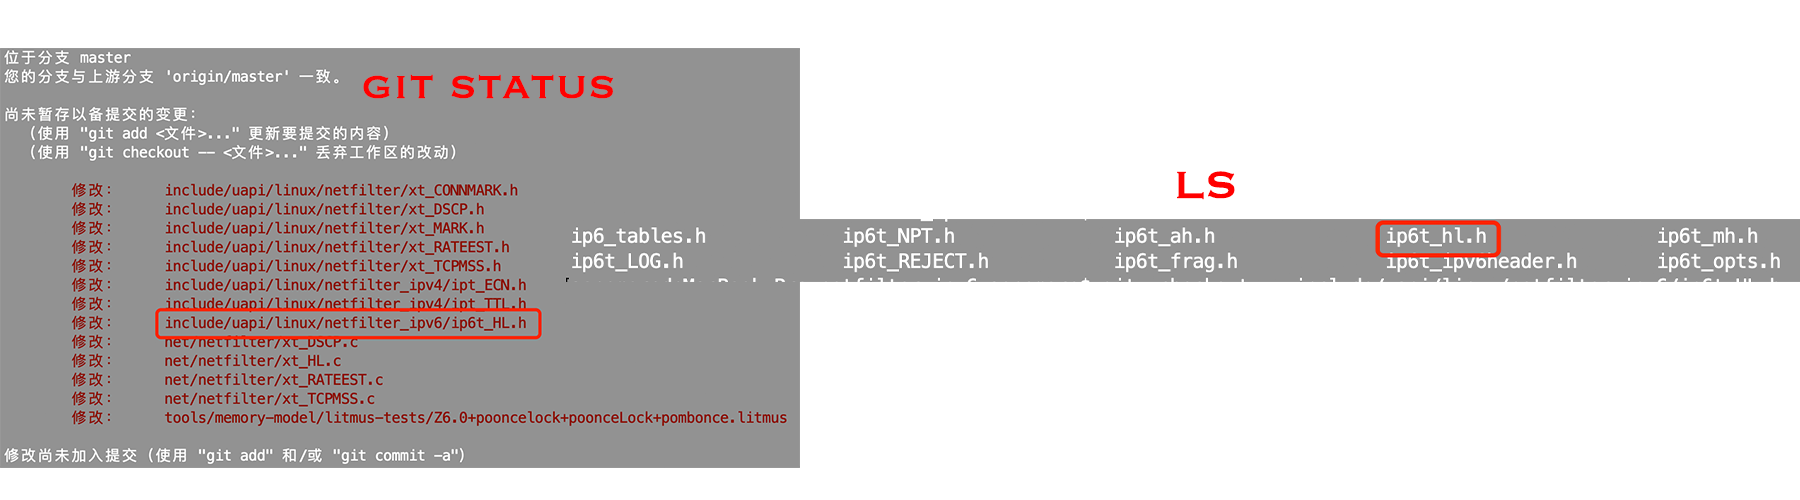 位于分支 master
您的分支与上游分支 'origin/master' 一致。
GIT STATUS
尚未暂存以备提交的变更:
(使用 "git add <文件>..." 更新要提交的内容)
(使用 "git checkout -- <文件>..." 丢弃工作区的改动)
修改: include/uapi/linux/netfilter/xt_CONNMARK.h
修改: include/uapi/linux/netfilter/xt_DSCP.h
修改: include/uapi/linux/netfilter/xt_MARK.h
修改: include/uapi/linux/netfilter/xt_RATEEST.h
修改: include/uapi/linux/netfilter/xt_TCPMSS.h
修改: include/uapi/linux/netfilter_ipv4/ipt_ECN.h
修改: include/uapi/linux/netfilter_ipv4/ipt_TTL.h
修改: include/uapi/linux/netfilter_ipv6/ip6t_HL.h
修改: net/netfilter/xt_DSCP.c
修改: net/netfilter/xt_HL.c
修改: net/netfilter/xt_RATEEST.c
修改: net/netfilter/xt_TCPMSS.c
修改: tools/memory-model/litmus-tests/Z6.0+pooncelock+poonceLock+pombonce.litmus
修改尚未加入提交 (使用 "git add" 和/或 "git commit -a")
LS
ip6_tables.h ip6t_NPT.h ip6t_ah.h ip6t_hl.h ip6t_mh.h
ip6t_LOG.h ip6t_REJECT.h ip6t_frag.h ip6t_ipv6header.h ip6t_opts.h